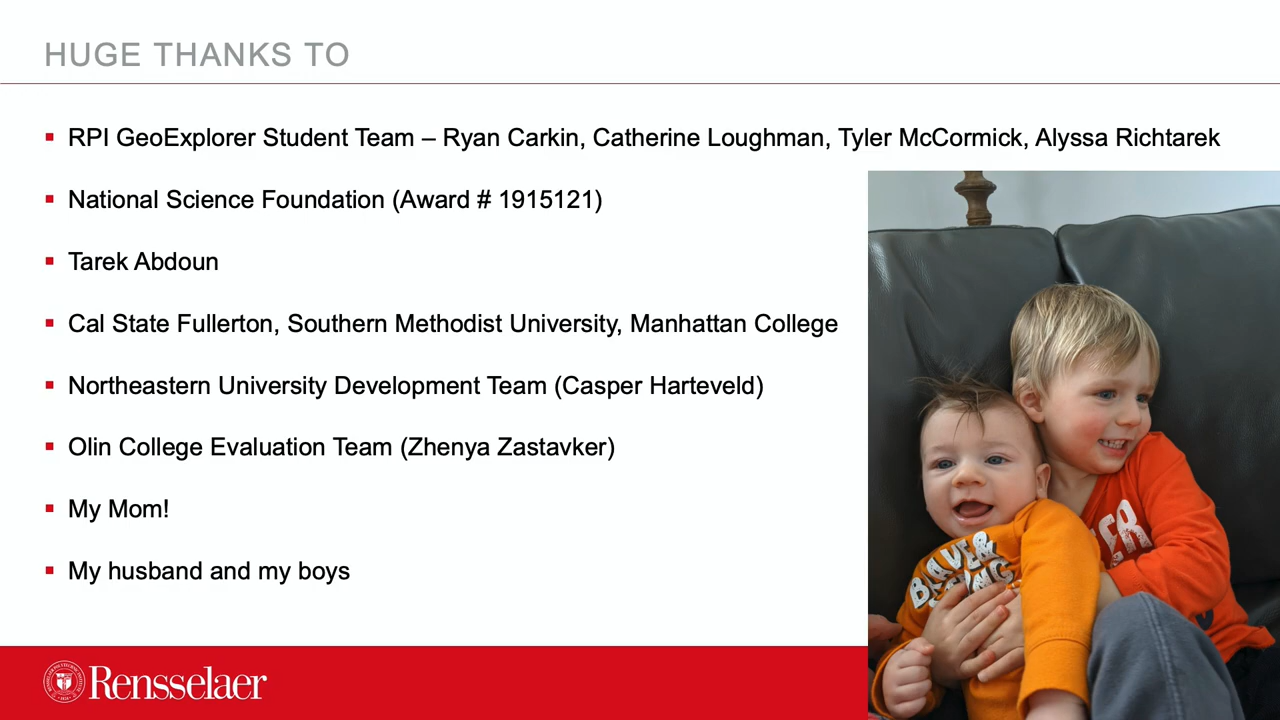 HUGE THANKS TO
RPI GeoExplorer Student Team – Ryan Carkin, Catherine Loughman, Tyler McCormick, Alyssa Richtarek
National Science Foundation (Award # 1915121)
Tarek Abdoun
Cal State Fullerton, Southern Methodist University, Manhattan College
Northeastern University Development Team (Casper Harteveld)
Olin College Evaluation Team (Zhenya Zastavker)
My Mom!
My husband and my boys
Rensselaer